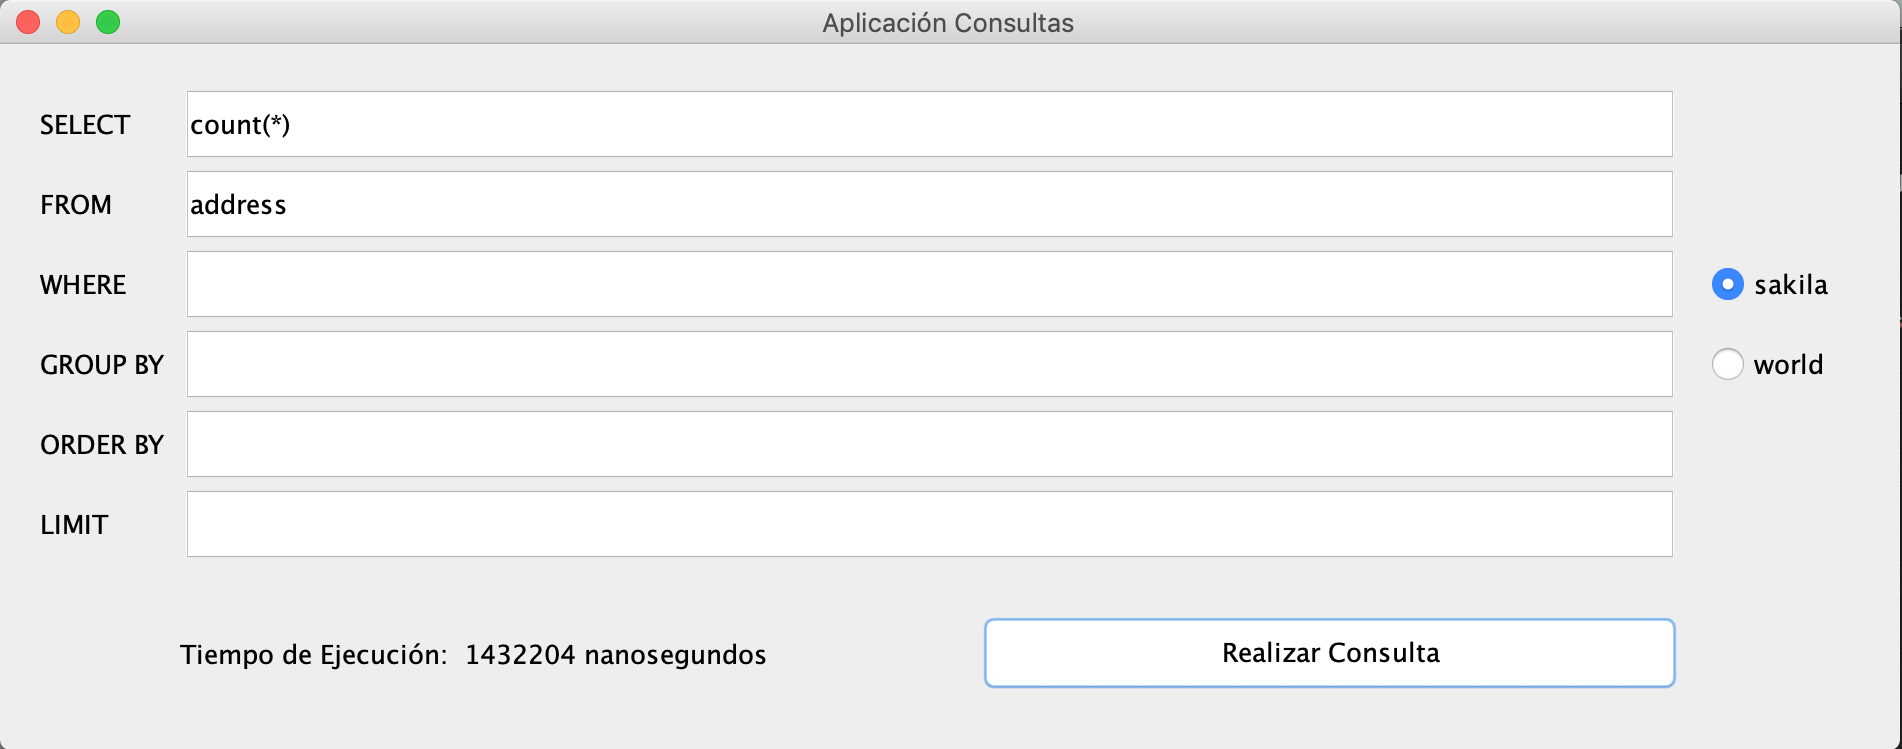 Aplicación Consultas
SELECT count(*)
FROM address
WHERE
sakila
GROUP BY
world
ORDER BY
LIMIT
Tiempo de Ejecución: 1432204 nanosegundos
Realizar Consulta